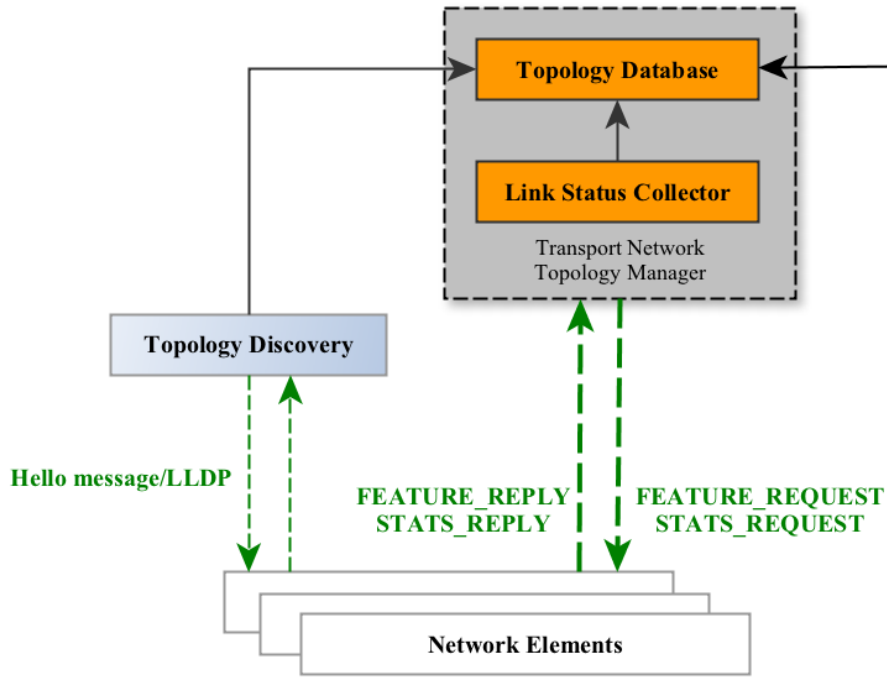 Topology Database
Link Status Collector
Transport Network
Topology Manager
Topology Discovery
Hello message/LLDP
FEATURE_REPLY
STATS_REPLY
FEATURE_REQUEST
STATS_REQUEST
Network Elements